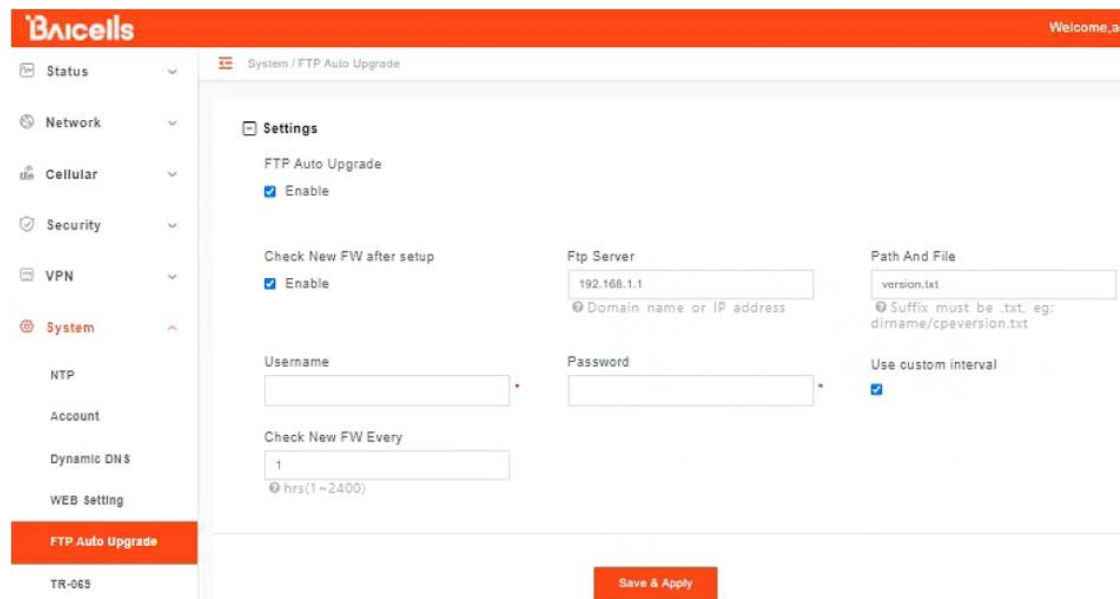 BAIcells
Welcome,a
Status
System / FTP Auto Upgrade
Network
Settings
FTP Auto Upgrade
Cellular
Enable
Security
Check New FW after setup
Ftp Server
Path And File
VPN
Enable
192.168.1.1
version.txt
Domain name or IP address
Suffix must be .txt, eg:
dirname/cpeversion.txt
System
Username
*
Password
*
Use custom interval
NTP
Account
Check New FW Every
1
hrs(1~2400)
Dynamic DNS
WEB Setting
FTP Auto Upgrade
TR-069
Save & Apply